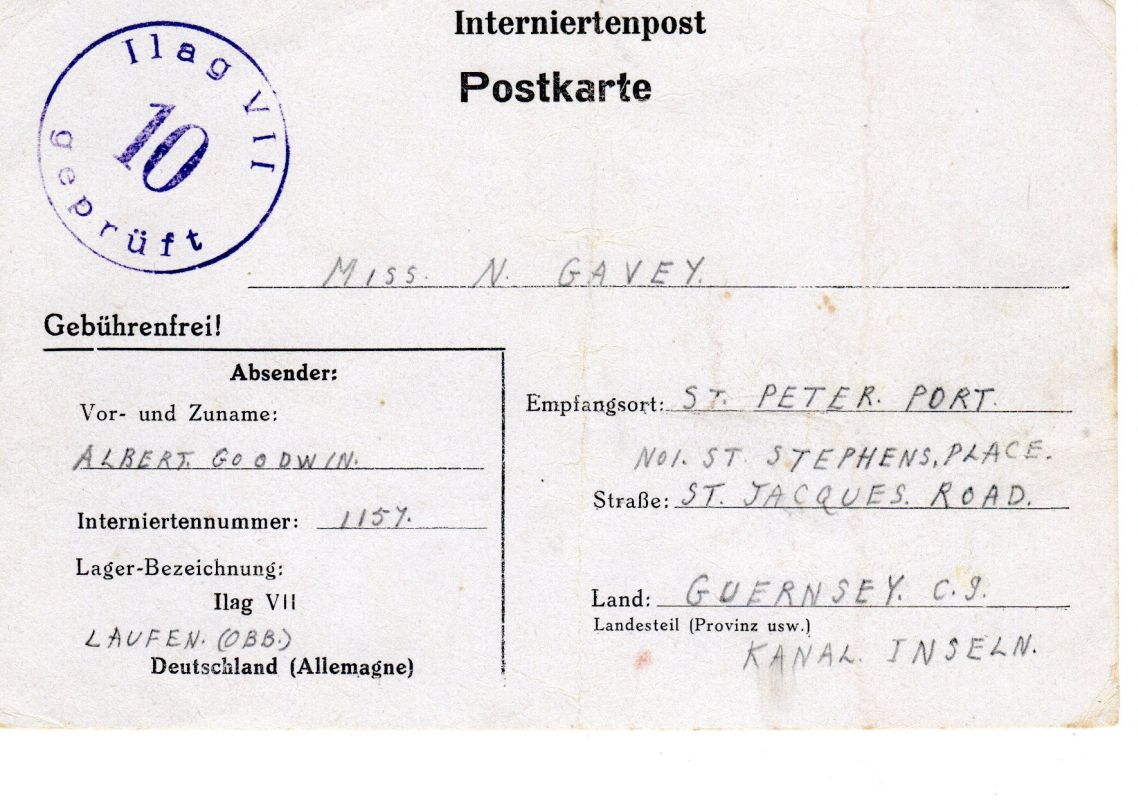 Interniertenpost
Postkarte
Ilag VII
10
geprüft
MISS. N. GAVEY.
Gebührenfrei!
Absender:
Vor- und Zuname:
ALBERT. GOODWIN.
Interniertennummer: 1157.
Lager-Bezeichnung:
Ilag VII
LAUFEN. (OBB.)
Deutschland (Allemagne)
Empfangsort: ST. PETER. PORT.
NO1. ST. STEPHENS, PLACE.
Straße: ST. JACQUES. ROAD.
Land: GUERNSEY. C.I.
Landesteil (Provinz usw.)
KANAL. INSELN.